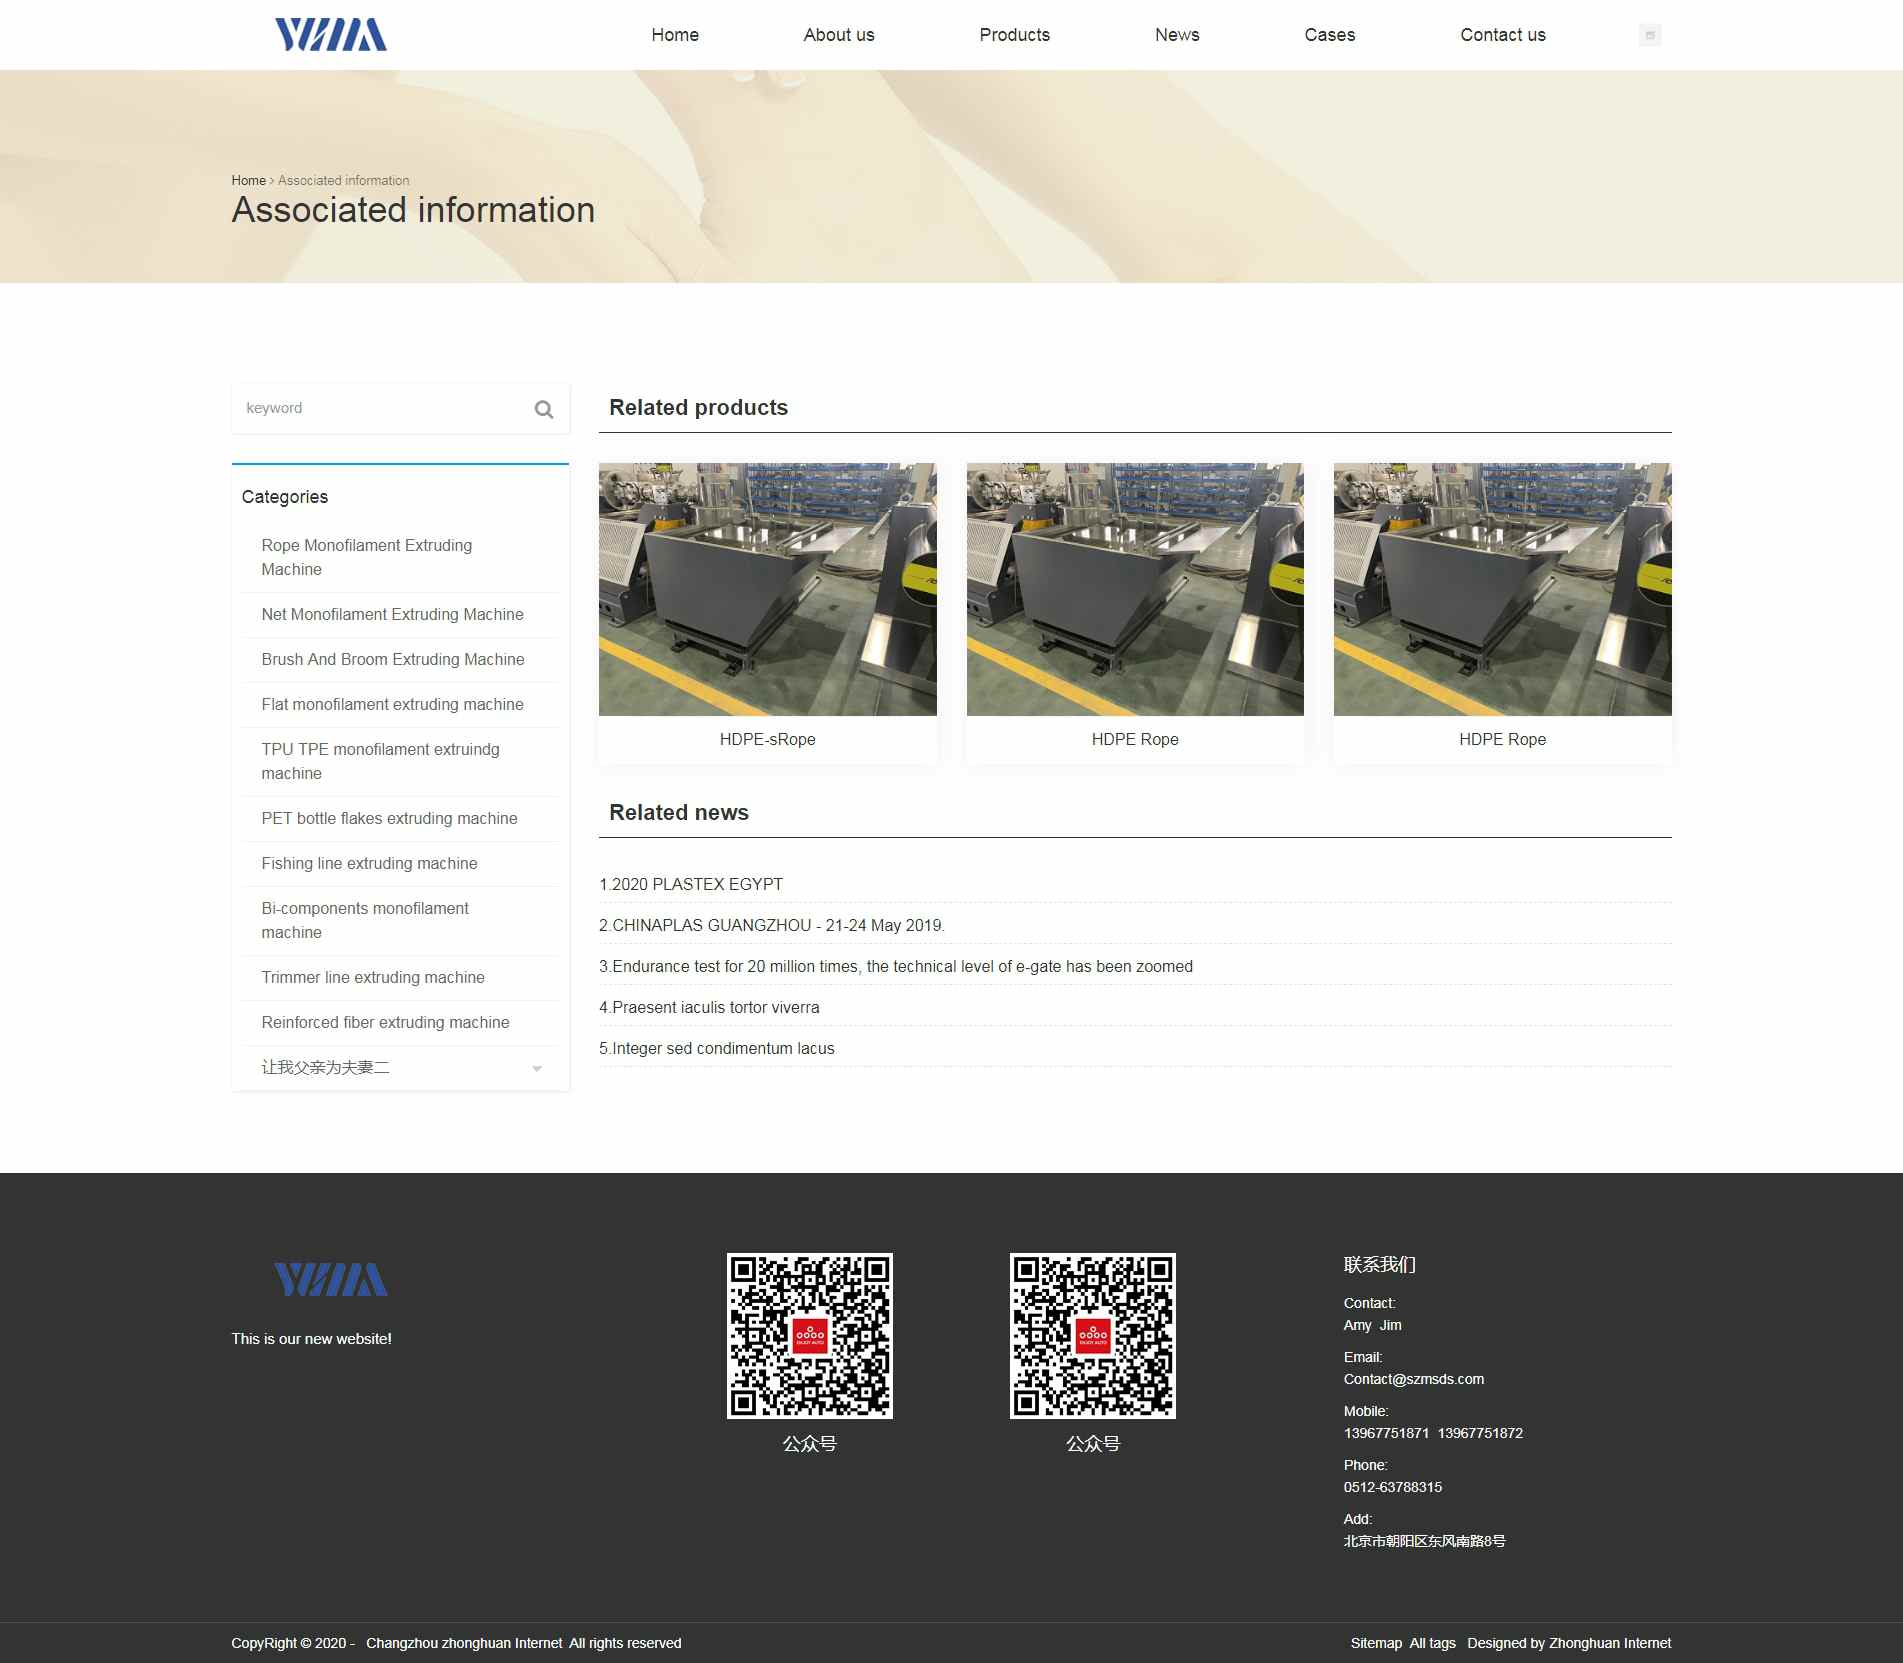 Home
About us
Products
News
Cases
Contact us
Home › Associated information
Associated information
keyword
Related products
Categories
Rope Monofilament Extruding
Machine
Net Monofilament Extruding Machine
Brush And Broom Extruding Machine
Flat monofilament extruding machine
TPU TPE monofilament extruindg
machine
PET bottle flakes extruding machine
Fishing line extruding machine
Bi-components monofilament
machine
Trimmer line extruding machine
Reinforced fiber extruding machine
让我父亲为夫妻二
HDPE-sRope
HDPE Rope
HDPE Rope
Related news
1.2020 PLASTEX EGYPT
2.CHINAPLAS GUANGZHOU - 21-24 May 2019.
3.Endurance test for 20 million times, the technical level of e-gate has been zoomed
4.Praesent iaculis tortor viverra
5.Integer sed condimentum lacus
This is our new website!
ENJOY AUTO
公众号
ENJOY AUTO
公众号
联系我们
Contact:
Amy Jim
Email:
Contact@szmsds.com
Mobile:
13967751871 13967751872
Phone:
0512-63788315
Add:
北京市朝阳区东风南路8号
CopyRight © 2020 - Changzhou zhonghuan Internet All rights reserved
Sitemap All tags Designed by Zhonghuan Internet